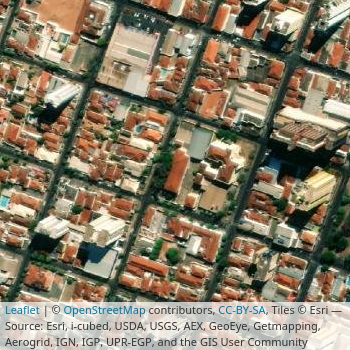 Leaflet | © OpenStreetMap contributors, CC-BY-SA, Tiles © Esri —
Source: Esri, i-cubed, USDA, USGS, AEX, GeoEye, Getmapping,
Aerogrid, IGN, IGP, UPR-EGP, and the GIS User Community